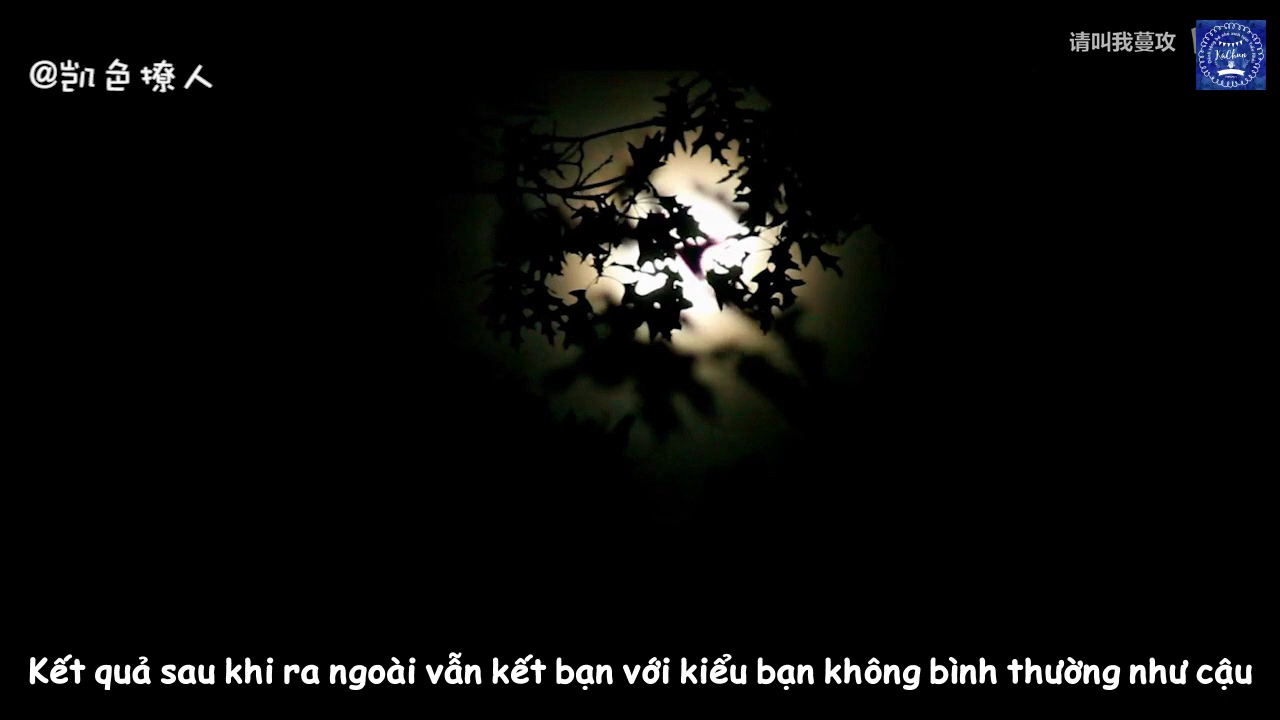 请叫我蔓攻
@凯色撩人
KaChun
Kết quả sau khi ra ngoài vẫn kết bạn với kiểu bạn không bình thường như cậu